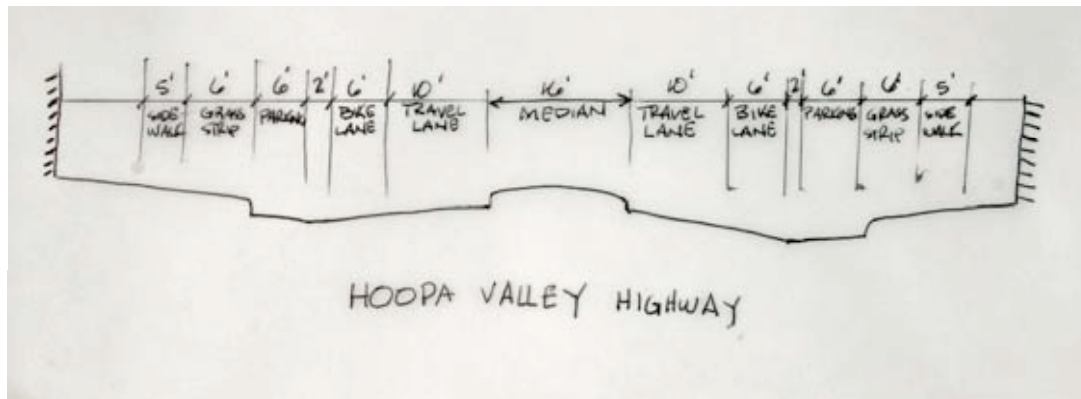 5' 6' 6' 2' 6' 10' 16' 10' 6' 2' 6' 6' 5'
SIDE WALK GRASS STRIP PARKING BIKE LANE TRAVEL LANE MEDIAN TRAVEL LANE BIKE LANE PARKING GRASS STRIP SIDE WALK
HOOPA VALLEY HIGHWAY